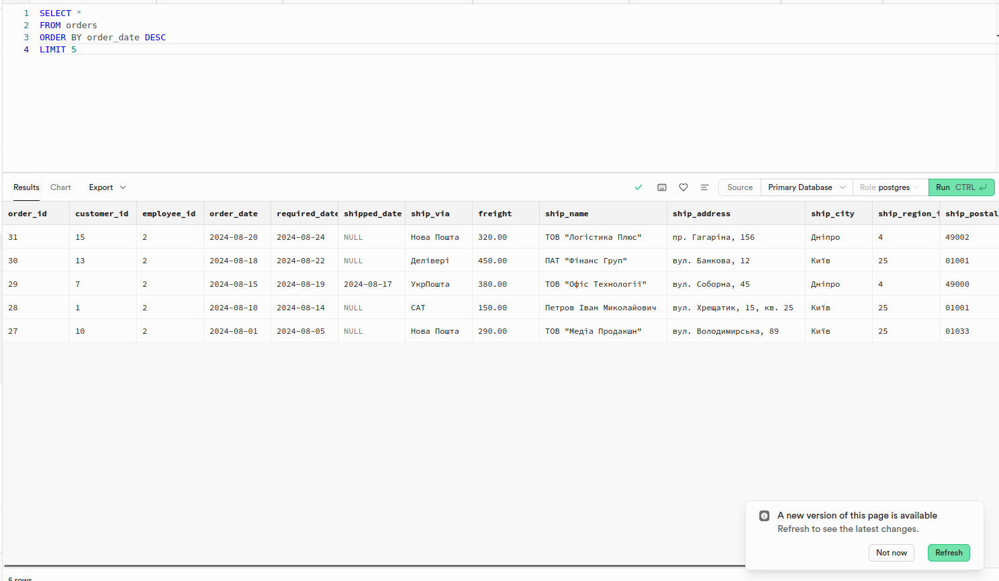 1 SELECT *
2 FROM orders
3 ORDER BY order_date DESC
4 LIMIT 5
Results Chart Export Source Primary Database Role postgres Run CTRL
order_id customer_id employee_id order_date required_date shipped_date ship_via freight ship_name ship_address ship_city ship_region_i ship_postal
31 15 2 2024-08-20 2024-08-24 NULL Нова Пошта 320.00 ТОВ "Логістика Плюс" пр. Гагаріна, 156 Дніпро 4 49002
30 13 2 2024-08-18 2024-08-22 NULL Делівері 450.00 ПАТ "Фінанс Груп" вул. Банкова, 12 Київ 25 01001
29 7 2 2024-08-15 2024-08-19 2024-08-17 УкрПошта 380.00 ТОВ "Офіс Технології" вул. Соборна, 45 Дніпро 4 49000
28 1 2 2024-08-10 2024-08-14 NULL САТ 150.00 Петров Іван Миколайович вул. Хрещатик, 15, кв. 25 Київ 25 01001
27 10 2 2024-08-01 2024-08-05 NULL Нова Пошта 290.00 ТОВ "Медіа Продакшн" вул. Володимирська, 89 Київ 25 01033
A new version of this page is available
Refresh to see the latest changes.
Not now Refresh
5 rows